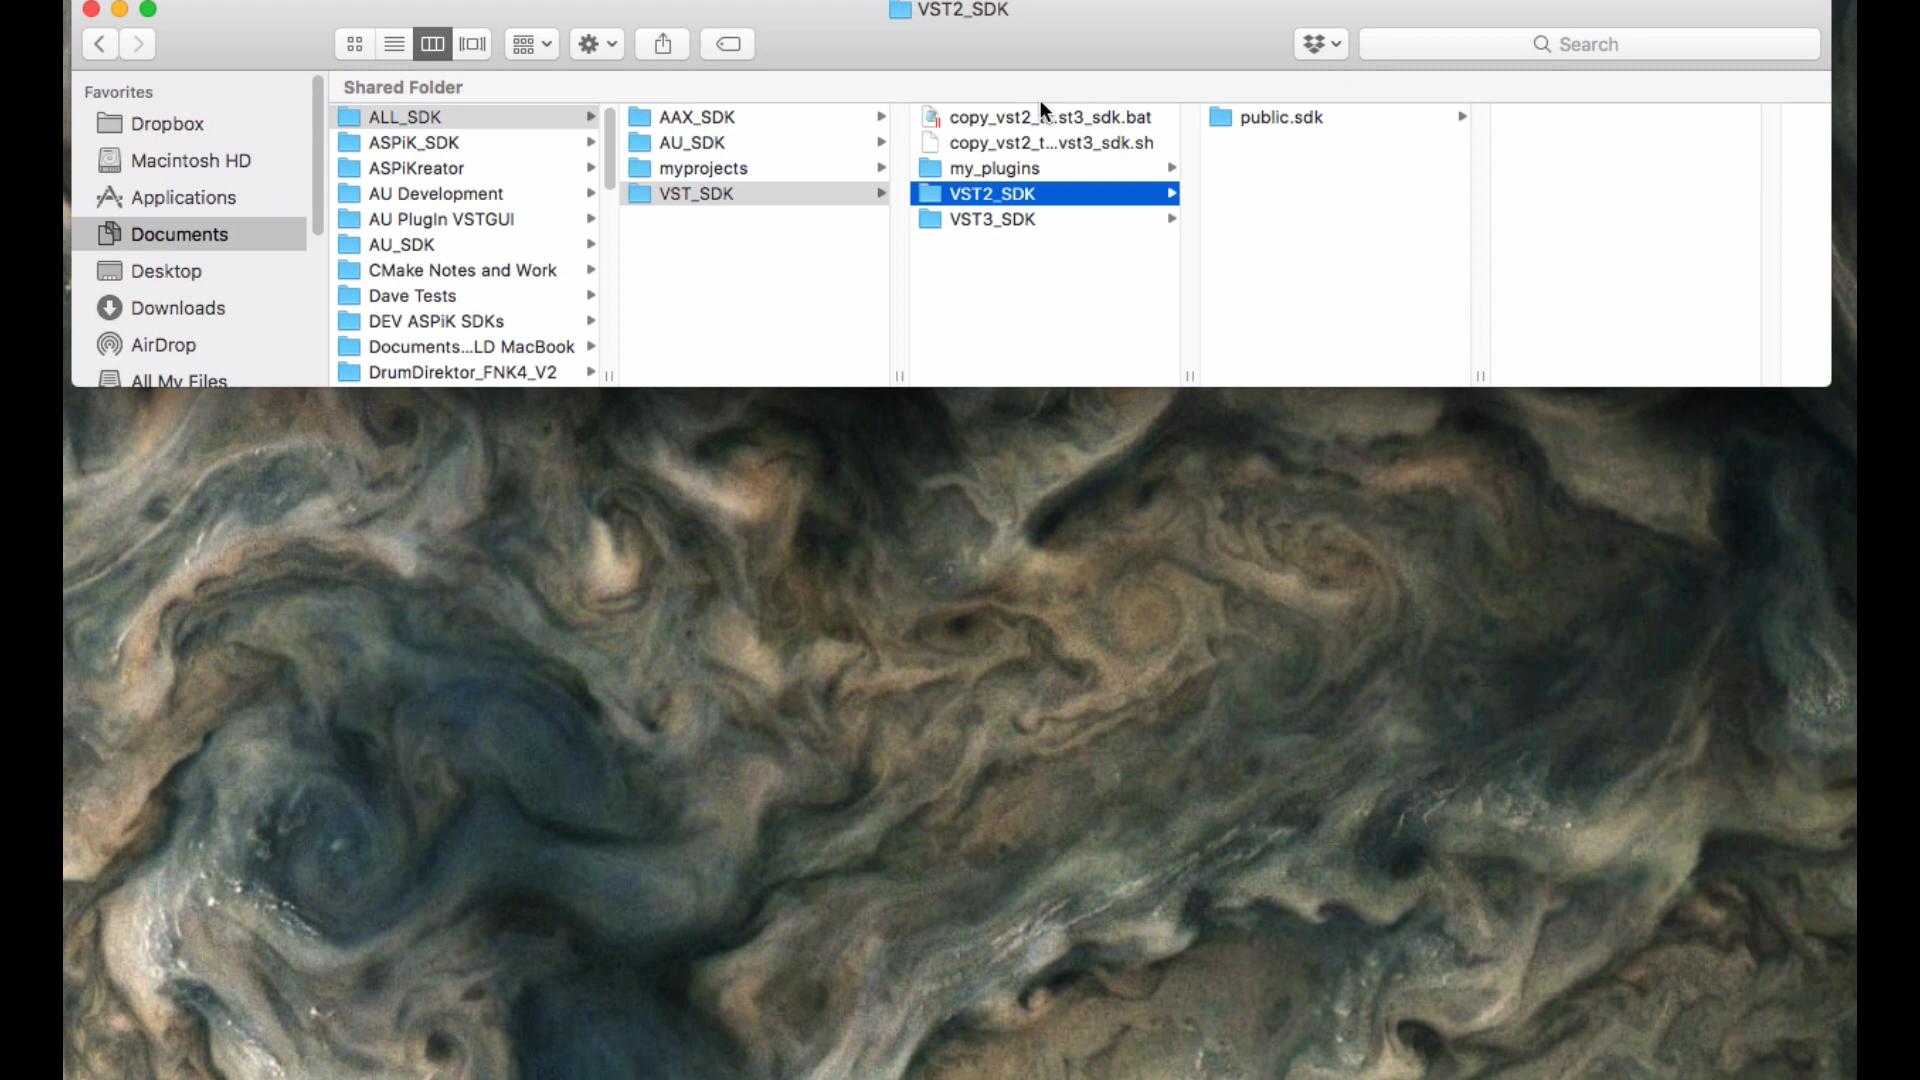 VST2_SDK
Search
Favorites
Dropbox
Macintosh HD
Applications
Documents
Desktop
Downloads
AirDrop
All My Files
Shared Folder
ALL_SDK
ASPiK_SDK
ASPiKreator
AU Development
AU PlugIn VSTGUI
AU_SDK
CMake Notes and Work
Dave Tests
DEV ASPiK SDKs
Documents...LD MacBook
DrumDirektor_FNK4_V2
AAX_SDK
AU_SDK
myprojects
VST_SDK
copy_vst2_t...st3_sdk.bat
copy_vst2_t...vst3_sdk.sh
my_plugins
VST2_SDK
VST3_SDK
public.sdk